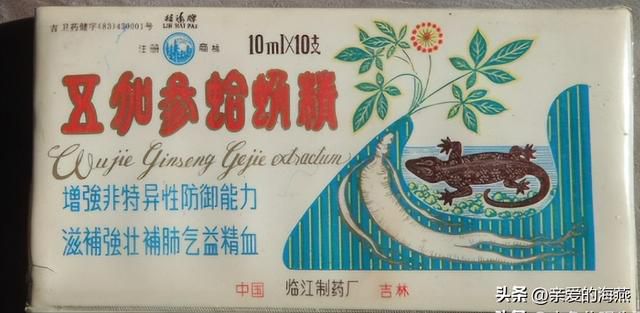 LIN HAI PAI
吉卫药健字(83)430001号
注册 商标
10ml×10支
五加参蛤蚧精
Wujie Ginseng Gejie extractum
增強非特异性防御能力
滋補強壮補肺气益精血
中国 临江制药厂 吉林
头条 @亲爱的海燕